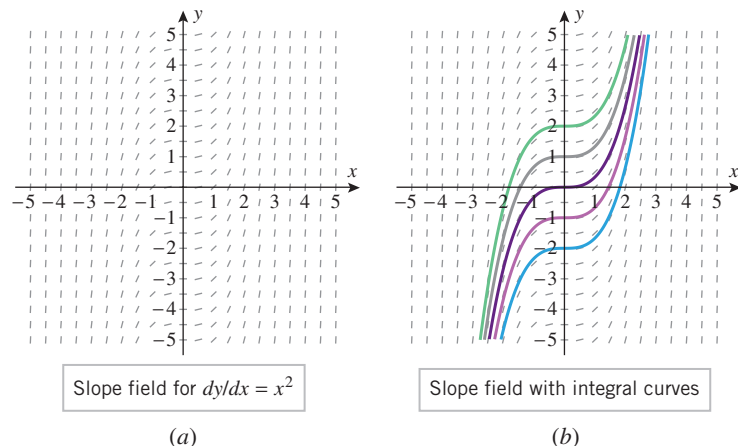 y
5
4
3
2
1
x
−5 −4 −3 −2 −1 1 2 3 4 5
−1
−2
−3
−4
−5
Slope field for dy/dx = x²
(a)
y
5
4
3
2
1
x
−5 −4 −3 −2 −1 1 2 3 4 5
−1
−2
−3
−4
−5
Slope field with integral curves
(b)